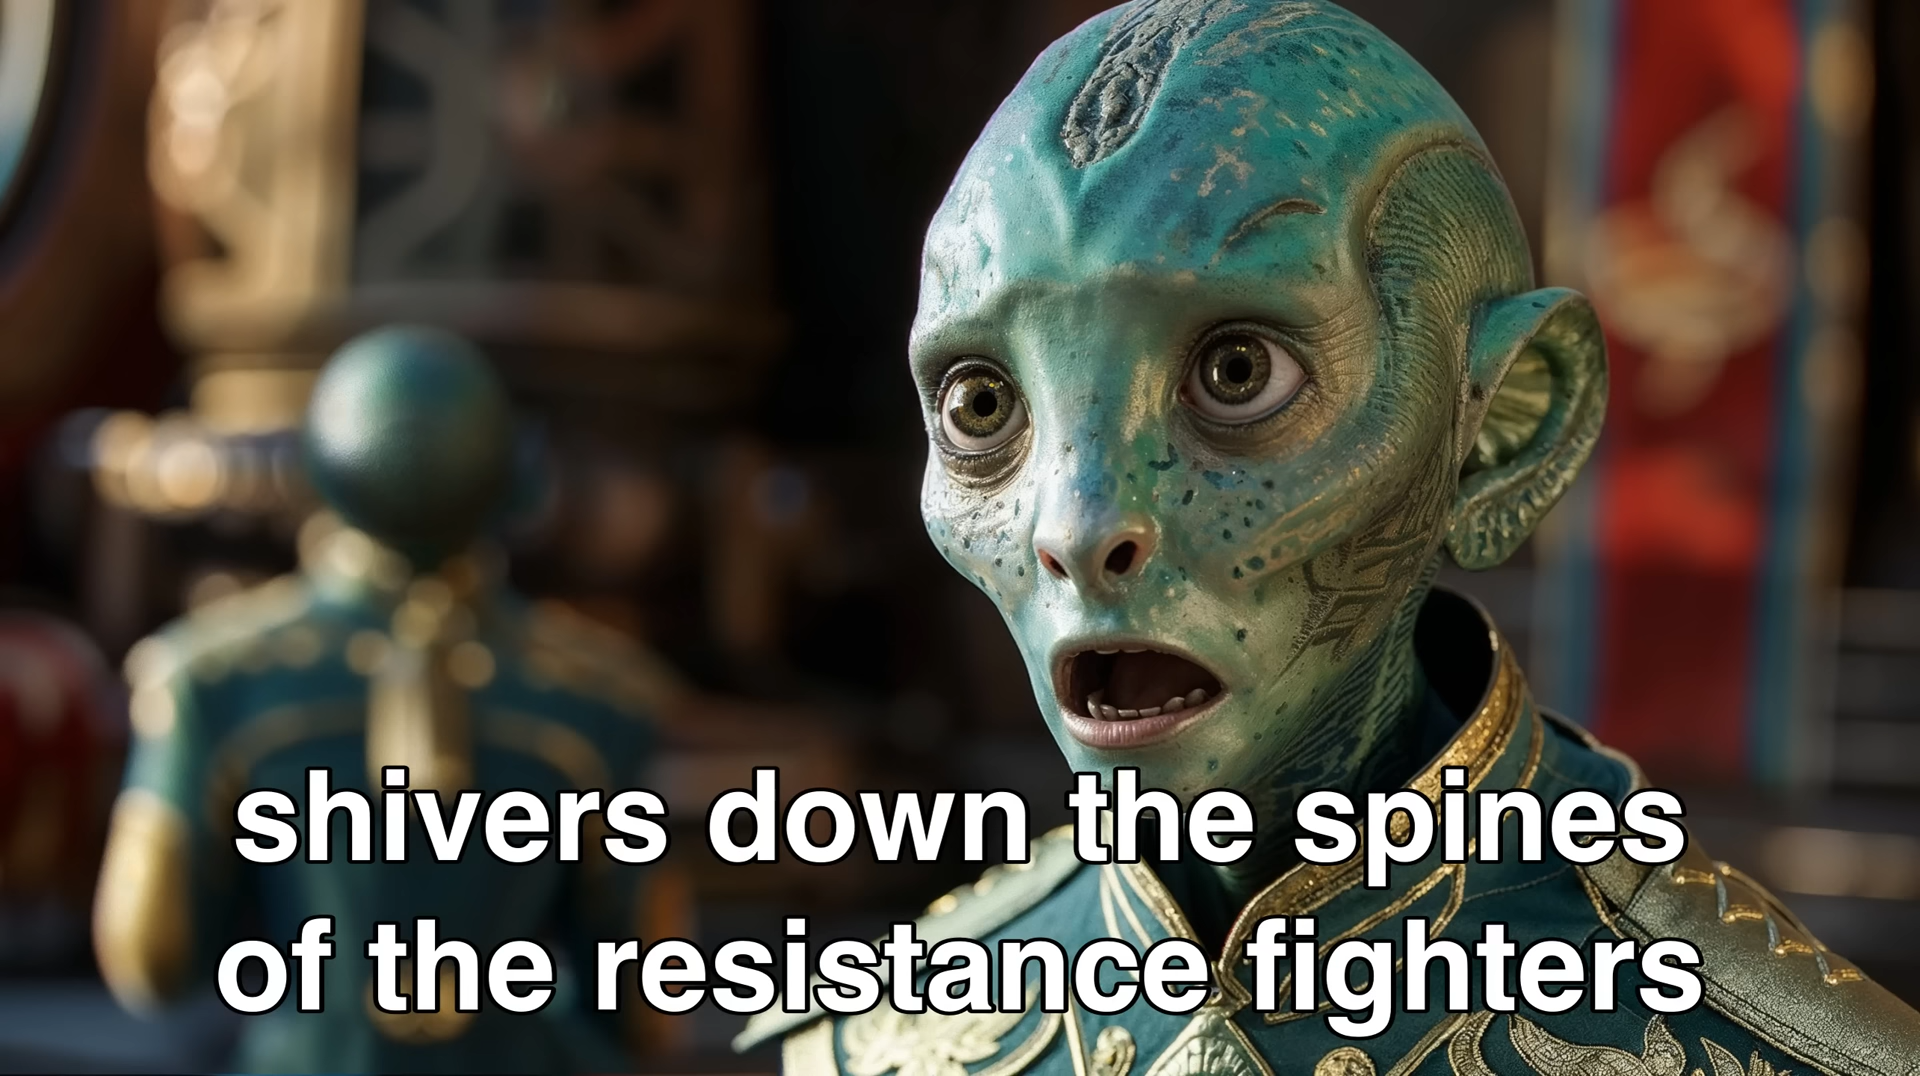 shivers down the spines
of the resistance fighters